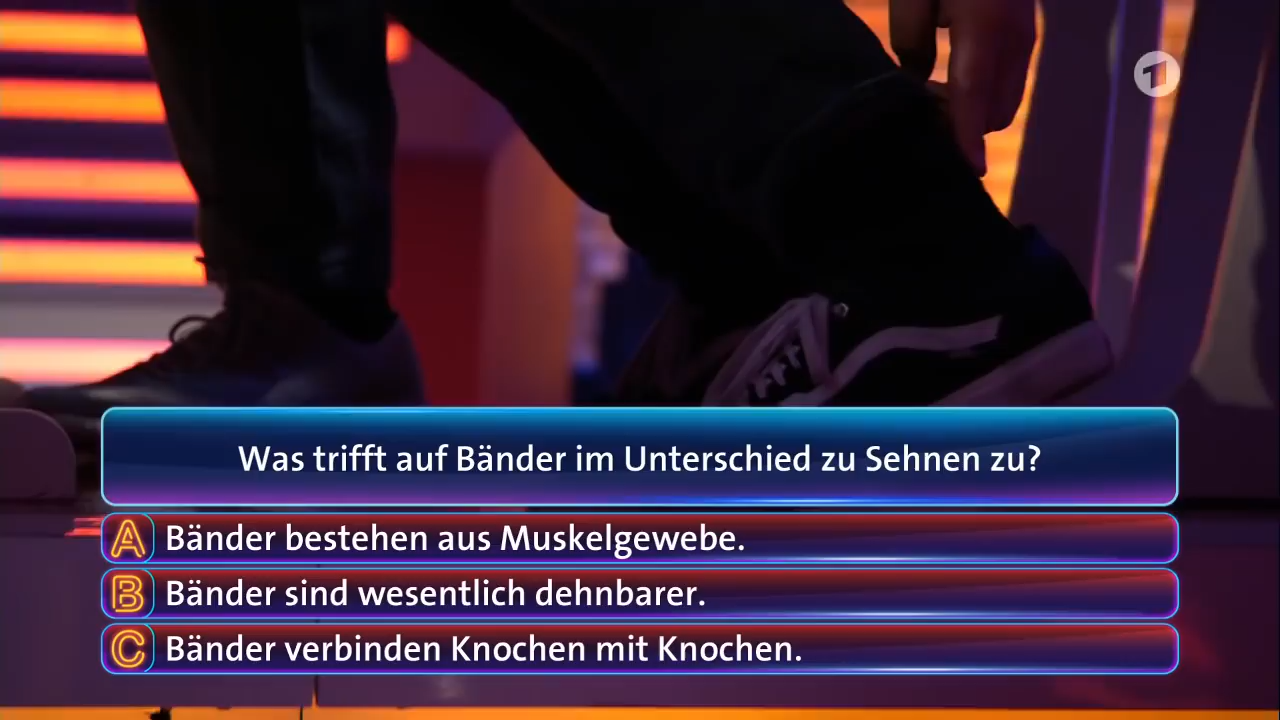 1
Was trifft auf Bänder im Unterschied zu Sehnen zu?
A Bänder bestehen aus Muskelgewebe.
B Bänder sind wesentlich dehnbarer.
C Bänder verbinden Knochen mit Knochen.